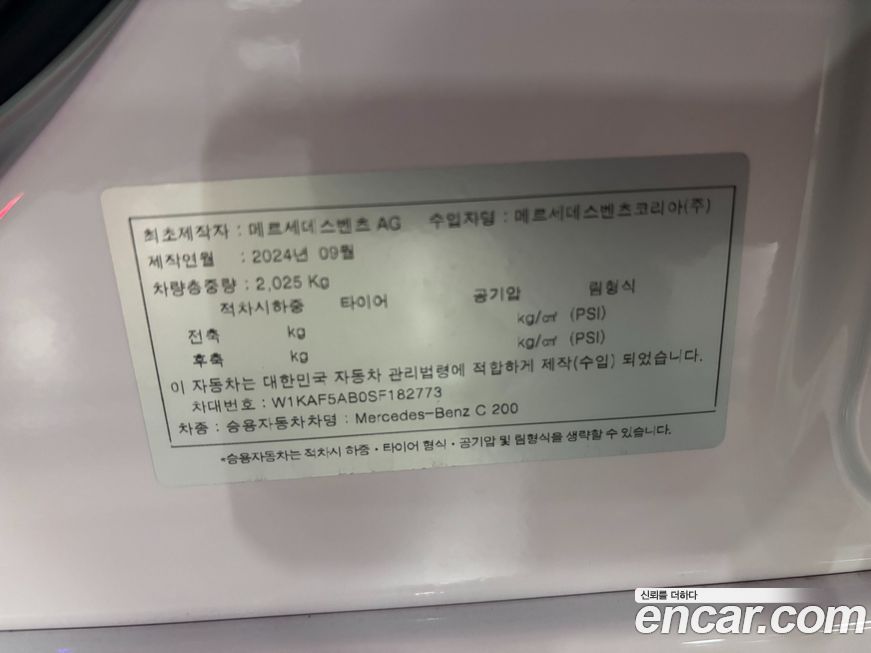 최초제작자 : 메르세데스벤츠 AG 수입차명 : 메르세데스벤츠코리아(주)
제작연월 : 2024년 09월
차량총중량 : 2,025 Kg
적차시하중 타이어 공기압 림형식
전축 kg kg/㎠ (PSI)
후축 kg kg/㎠ (PSI)
이 자동차는 대한민국 자동차 관리법령에 적합하게 제작(수입) 되었습니다.
차대번호 : W1KAF5AB0SF182773
차종 : 승용자동차차명 : Mercedes-Benz C 200
*승용자동차는 적차시 하중·타이어 형식·공기압 및 림형식을 생략할 수 있습니다.
신뢰를 더하다
encar.com